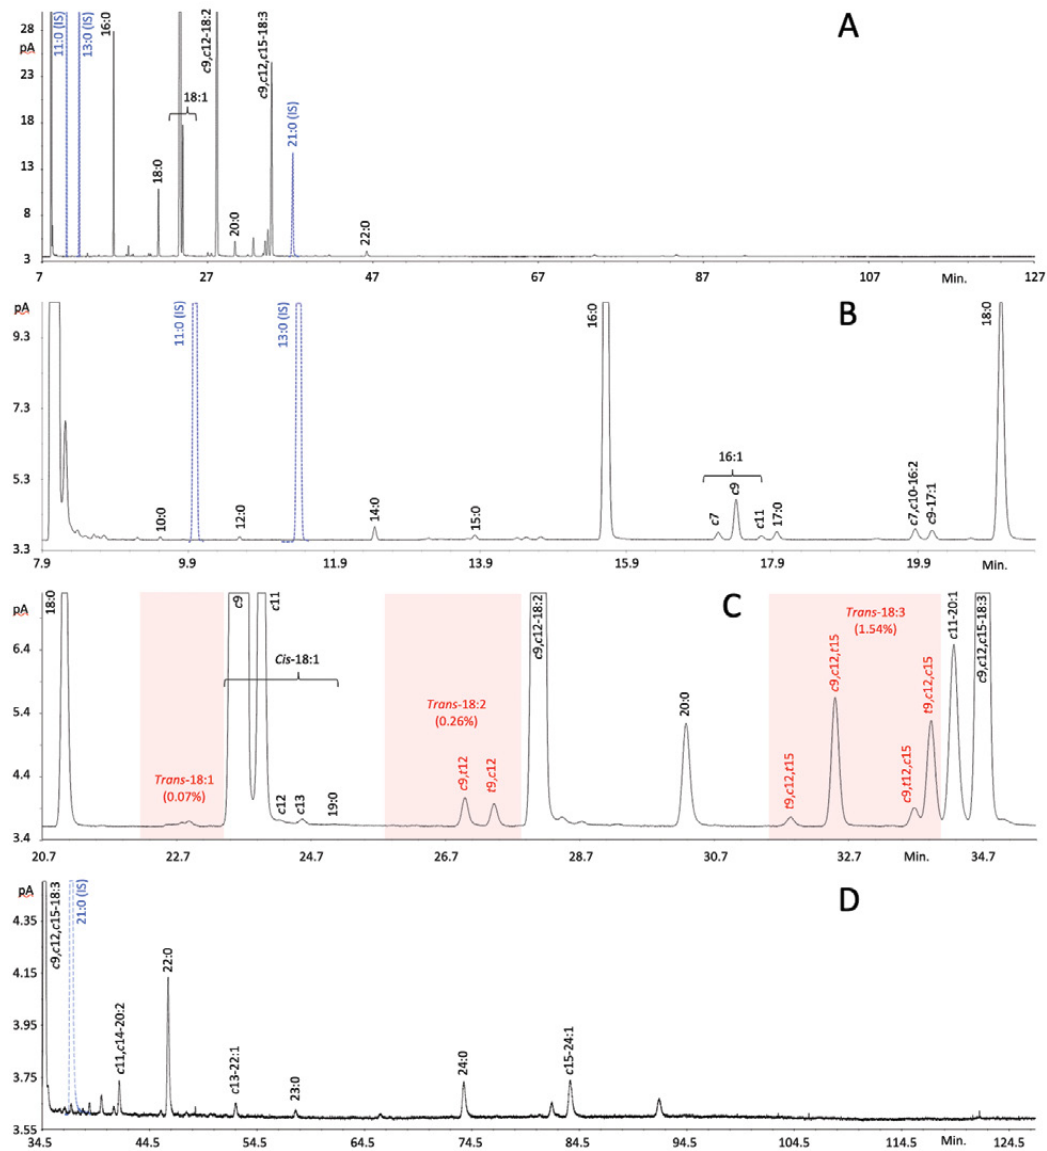 A
28
pA
23
18
13
8
3
11:0 (IS)
13:0 (IS)
16:0
18:0
18:1
c9,c12-18:2
20:0
c9,c12,c15-18:3
21:0 (IS)
22:0
7
27
47
67
87
107
Min.
127
B
pA
9.3
7.3
5.3
3.3
10:0
11:0 (IS)
12:0
13:0 (IS)
14:0
15:0
16:0
16:1
c7
c9
c11
17:0
c7,c10-16:2
c9-17:1
18:0
7.9
9.9
11.9
13.9
15.9
17.9
19.9
Min.
C
pA
6.4
5.4
4.4
3.4
18:0
Trans-18:1
(0.07%)
c9
c11
Cis-18:1
c12
c13
19:0
Trans-18:2
(0.26%)
c9,t12
t9,c12
c9,c12-18:2
20:0
Trans-18:3
(1.54%)
t9,c12,t15
c9,c12,t15
c9,t12,c15
t9,c12,c15
c11-20:1
c9,c12,c15-18:3
20.7
22.7
24.7
26.7
28.7
30.7
32.7
Min.
34.7
D
pA
4.35
4.15
3.95
3.75
3.55
c9,c12,c15-18:3
21:0 (IS)
c11,c14-20:2
22:0
c13-22:1
23:0
24:0
c15-24:1
34.5
44.5
54.5
64.5
74.5
84.5
94.5
104.5
114.5
Min.
124.5